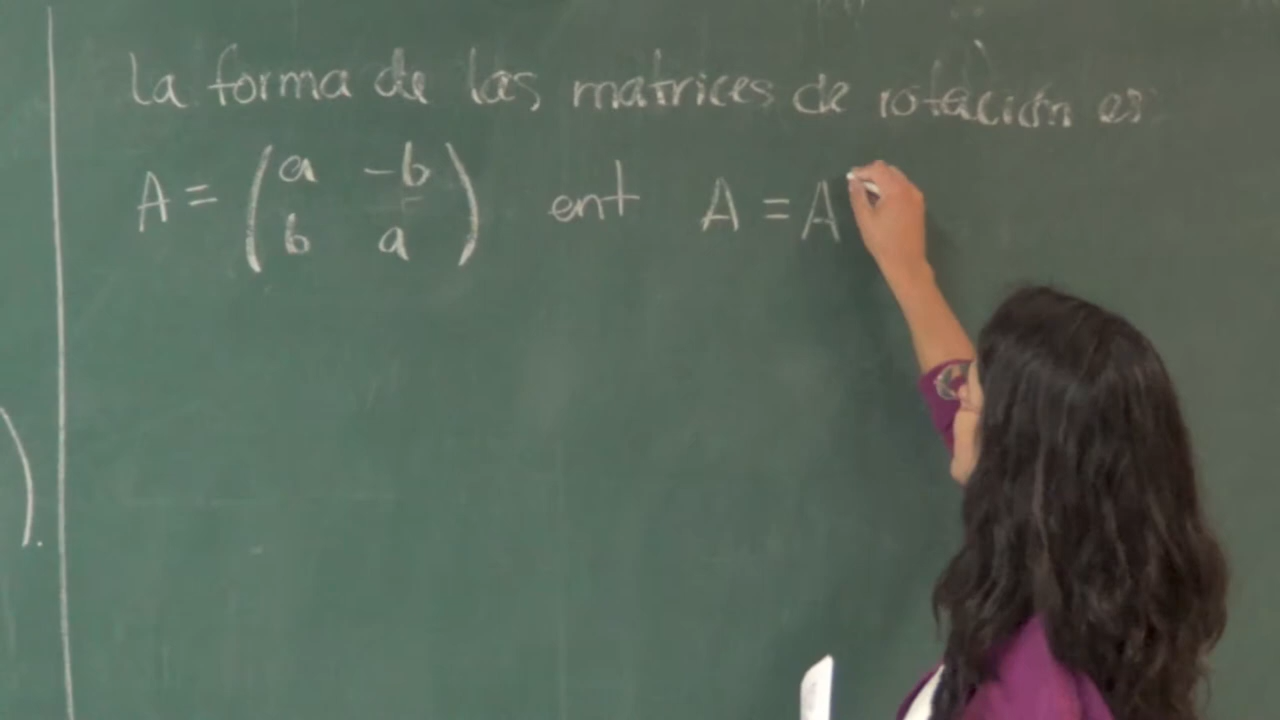 La forma de las matrices de rotación es
A = ( a -b ent A = A
b a )
).